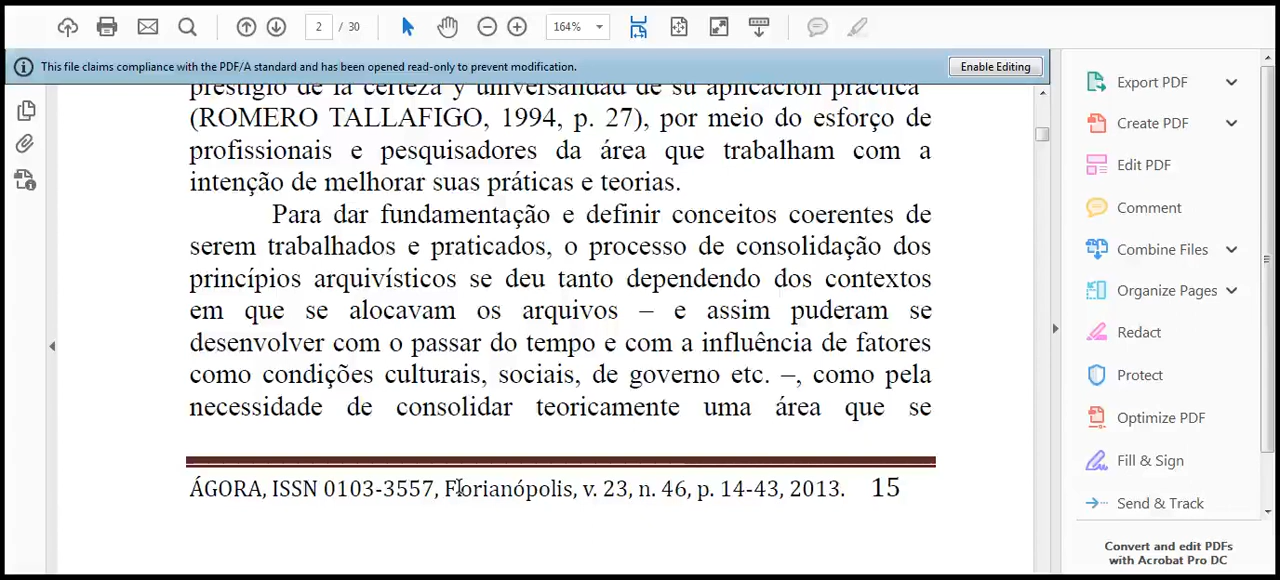 2 / 30
164%
This file claims compliance with the PDF/A standard and has been opened read-only to prevent modification.
Enable Editing
prestigio de la certeza y universalidad de su aplicación práctica"
(ROMERO TALLAFIGO, 1994, p. 27), por meio do esforço de
profissionais e pesquisadores da área que trabalham com a
intenção de melhorar suas práticas e teorias.
Para dar fundamentação e definir conceitos coerentes de
serem trabalhados e praticados, o processo de consolidação dos
princípios arquivísticos se deu tanto dependendo dos contextos
em que se alocavam os arquivos – e assim puderam se
desenvolver com o passar do tempo e com a influência de fatores
como condições culturais, sociais, de governo etc. –, como pela
necessidade de consolidar teoricamente uma área que se
ÁGORA, ISSN 0103-3557, Florianópolis, v. 23, n. 46, p. 14-43, 2013. 15
Export PDF
Create PDF
Edit PDF
Comment
Combine Files
Organize Pages
Redact
Protect
Optimize PDF
Fill & Sign
Send & Track
Convert and edit PDFs
with Acrobat Pro DC